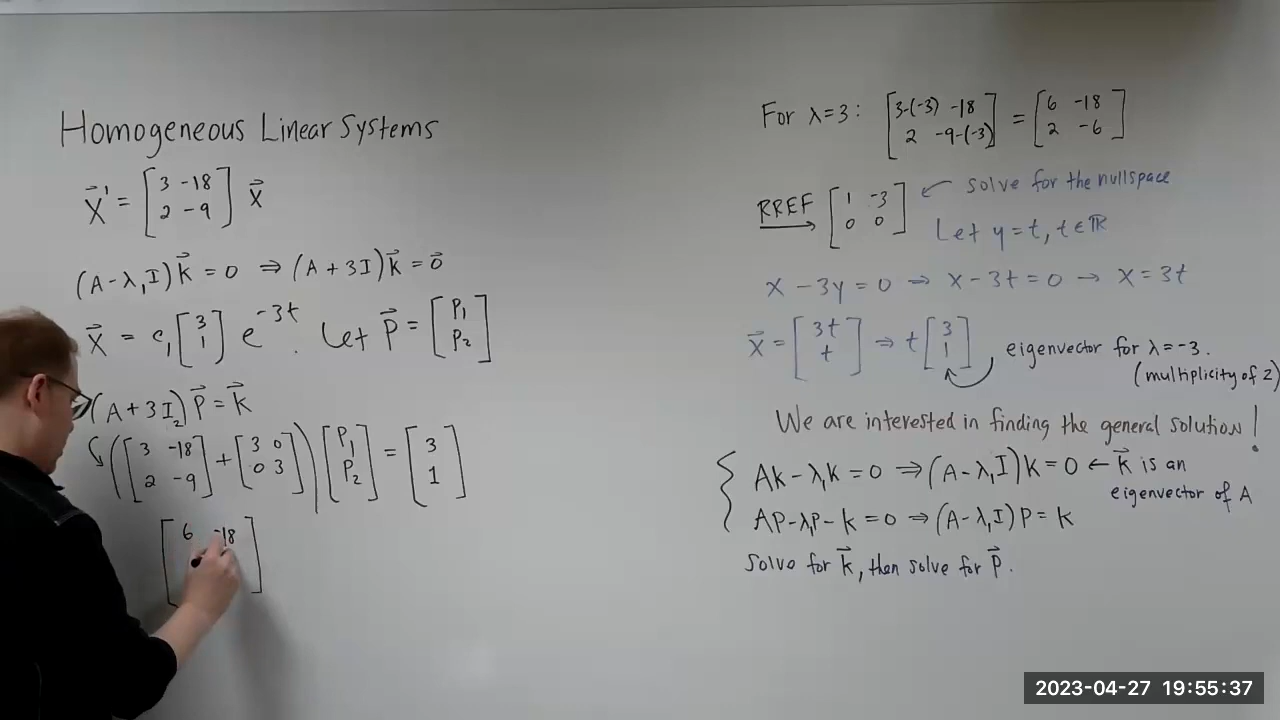 Homogeneous Linear Systems
X⃗' = [3 -18; 2 -9] x⃗
(A-λ₁I)k⃗ = 0 ⇒ (A+3I)k⃗ = 0⃗
X⃗ = c₁[3; 1] e^-3t. Let P⃗ = [P₁; P₂]
(A+3I₂)P⃗ = k⃗
([3 -18; 2 -9] + [3 0; 0 3]) [P₁; P₂] = [3; 1]
[6 -18]
For λ=3: [3-(-3) -18; 2 -9-(-3)] = [6 -18; 2 -6]
RREF → [1 -3; 0 0] ← solve for the nullspace
Let y=t, t∈ℝ
x-3y=0 → x-3t=0 → x=3t
x⃗ = [3t; t] ⇒ t[3; 1] eigenvector for λ=-3.
(multiplicity of 2)
We are interested in finding the general solution!
{ AK-λ₁K=0 ⇒ (A-λ₁I)K=0 ← k⃗ is an
eigenvector of A
AP-λ₁P-K=0 ⇒ (A-λ₁I)P=K
solve for k⃗, then solve for p⃗.
2023-04-27 19:55:37